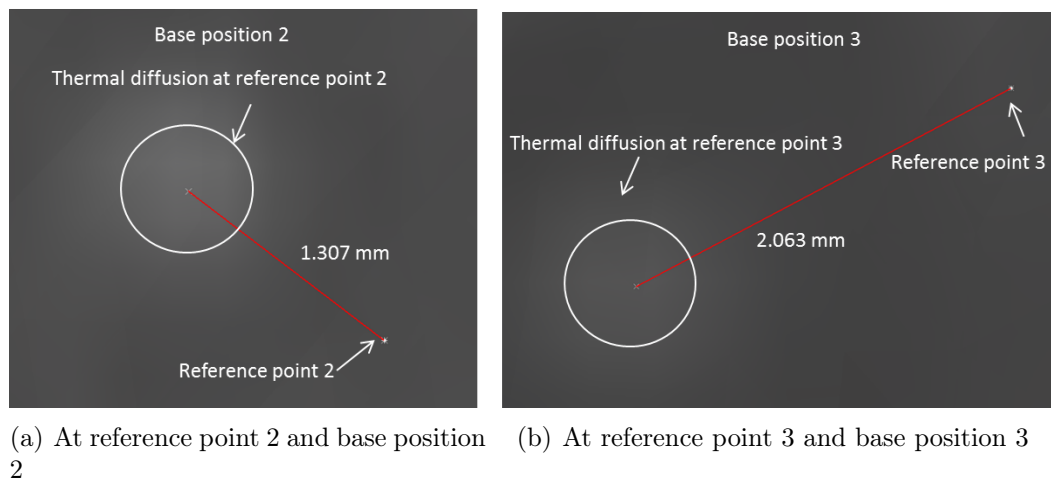 Base position 2
Thermal diffusion at reference point 2
1.307 mm
Reference point 2
(a) At reference point 2 and base position
2
Base position 3
Thermal diffusion at reference point 3
Reference point 3
2.063 mm
(b) At reference point 3 and base position 3